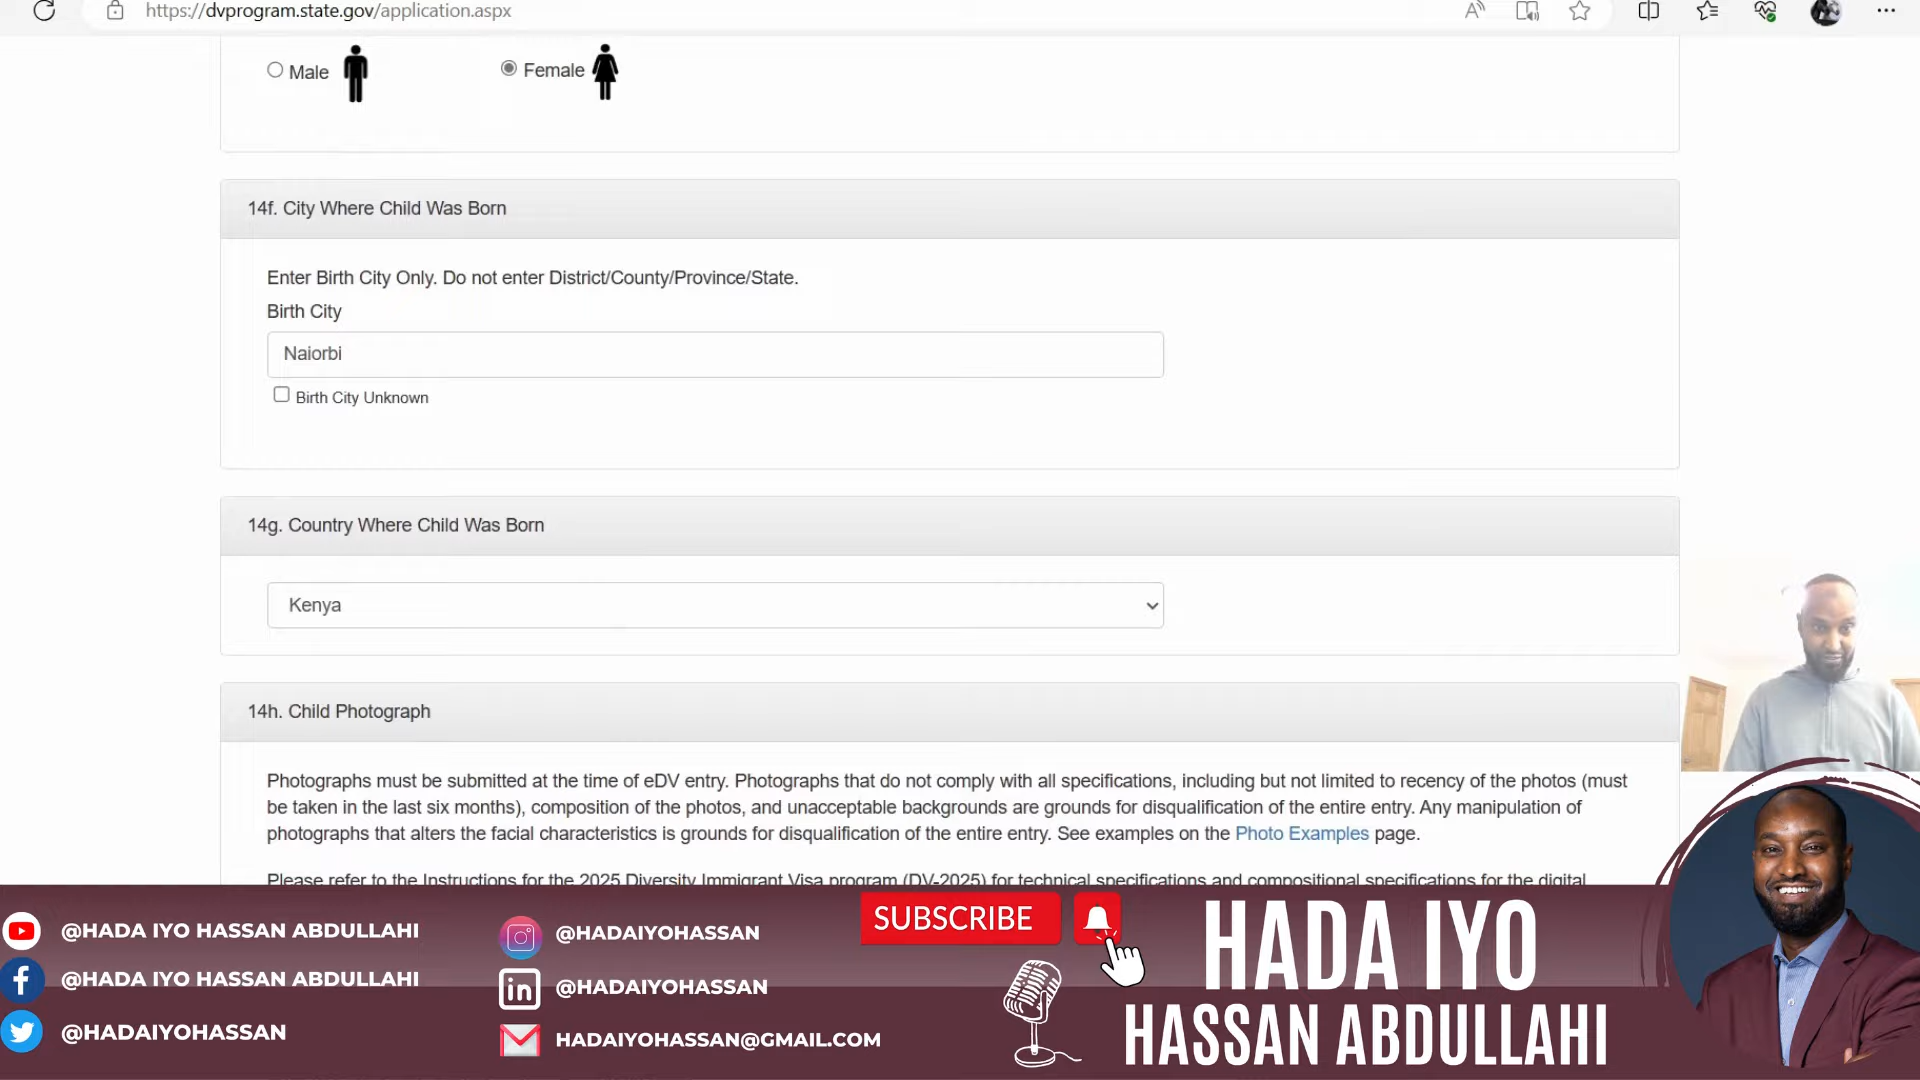 https://dvprogram.state.gov/application.aspx
Male
Female
14f. City Where Child Was Born
Enter Birth City Only. Do not enter District/County/Province/State.
Birth City
Naiorbi
Birth City Unknown
14g. Country Where Child Was Born
Kenya
14h. Child Photograph
Photographs must be submitted at the time of eDV entry. Photographs that do not comply with all specifications, including but not limited to recency of the photos (must
be taken in the last six months), composition of the photos, and unacceptable backgrounds are grounds for disqualification of the entire entry. Any manipulation of
photographs that alters the facial characteristics is grounds for disqualification of the entire entry. See examples on the Photo Examples page.
Please refer to the Instructions for the 2025 Diversity Immigrant Visa program (DV-2025) for technical specifications and compositional specifications for the digital
@HADA IYO HASSAN ABDULLAHI
@HADA IYO HASSAN ABDULLAHI
@HADAIYOHASSAN
@HADAIYOHASSAN
@HADAIYOHASSAN
HADAIYOHASSAN@GMAIL.COM
SUBSCRIBE
HADA IYO
HASSAN ABDULLAHI